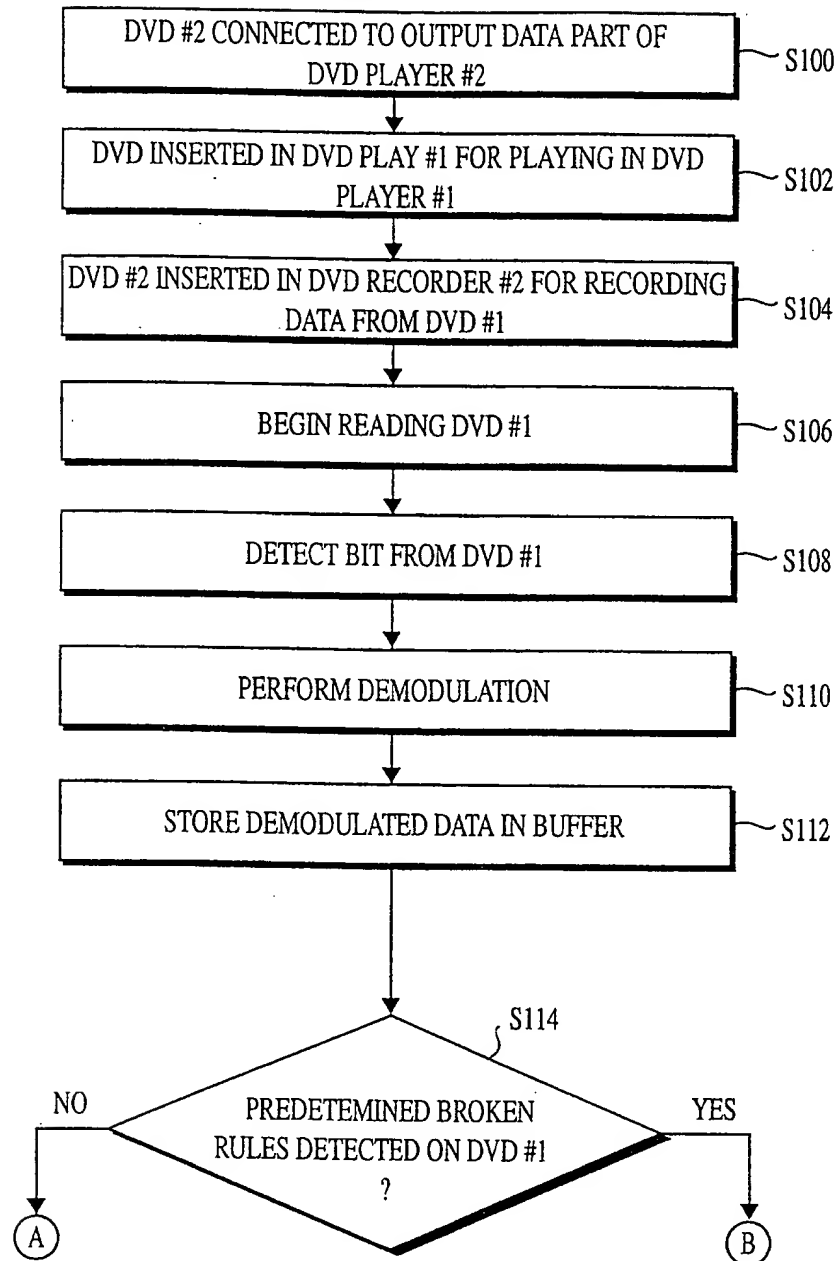 DVD #2 CONNECTED TO OUTPUT DATA PART OF
DVD PLAYER #2
S100
DVD INSERTED IN DVD PLAY #1 FOR PLAYING IN DVD
PLAYER #1
S102
DVD #2 INSERTED IN DVD RECORDER #2 FOR RECORDING
DATA FROM DVD #1
S104
BEGIN READING DVD #1
S106
DETECT BIT FROM DVD #1
S108
PERFORM DEMODULATION
S110
STORE DEMODULATED DATA IN BUFFER
S112
S114
PREDETEMINED BROKEN
RULES DETECTED ON DVD #1
?
NO
YES
A
B